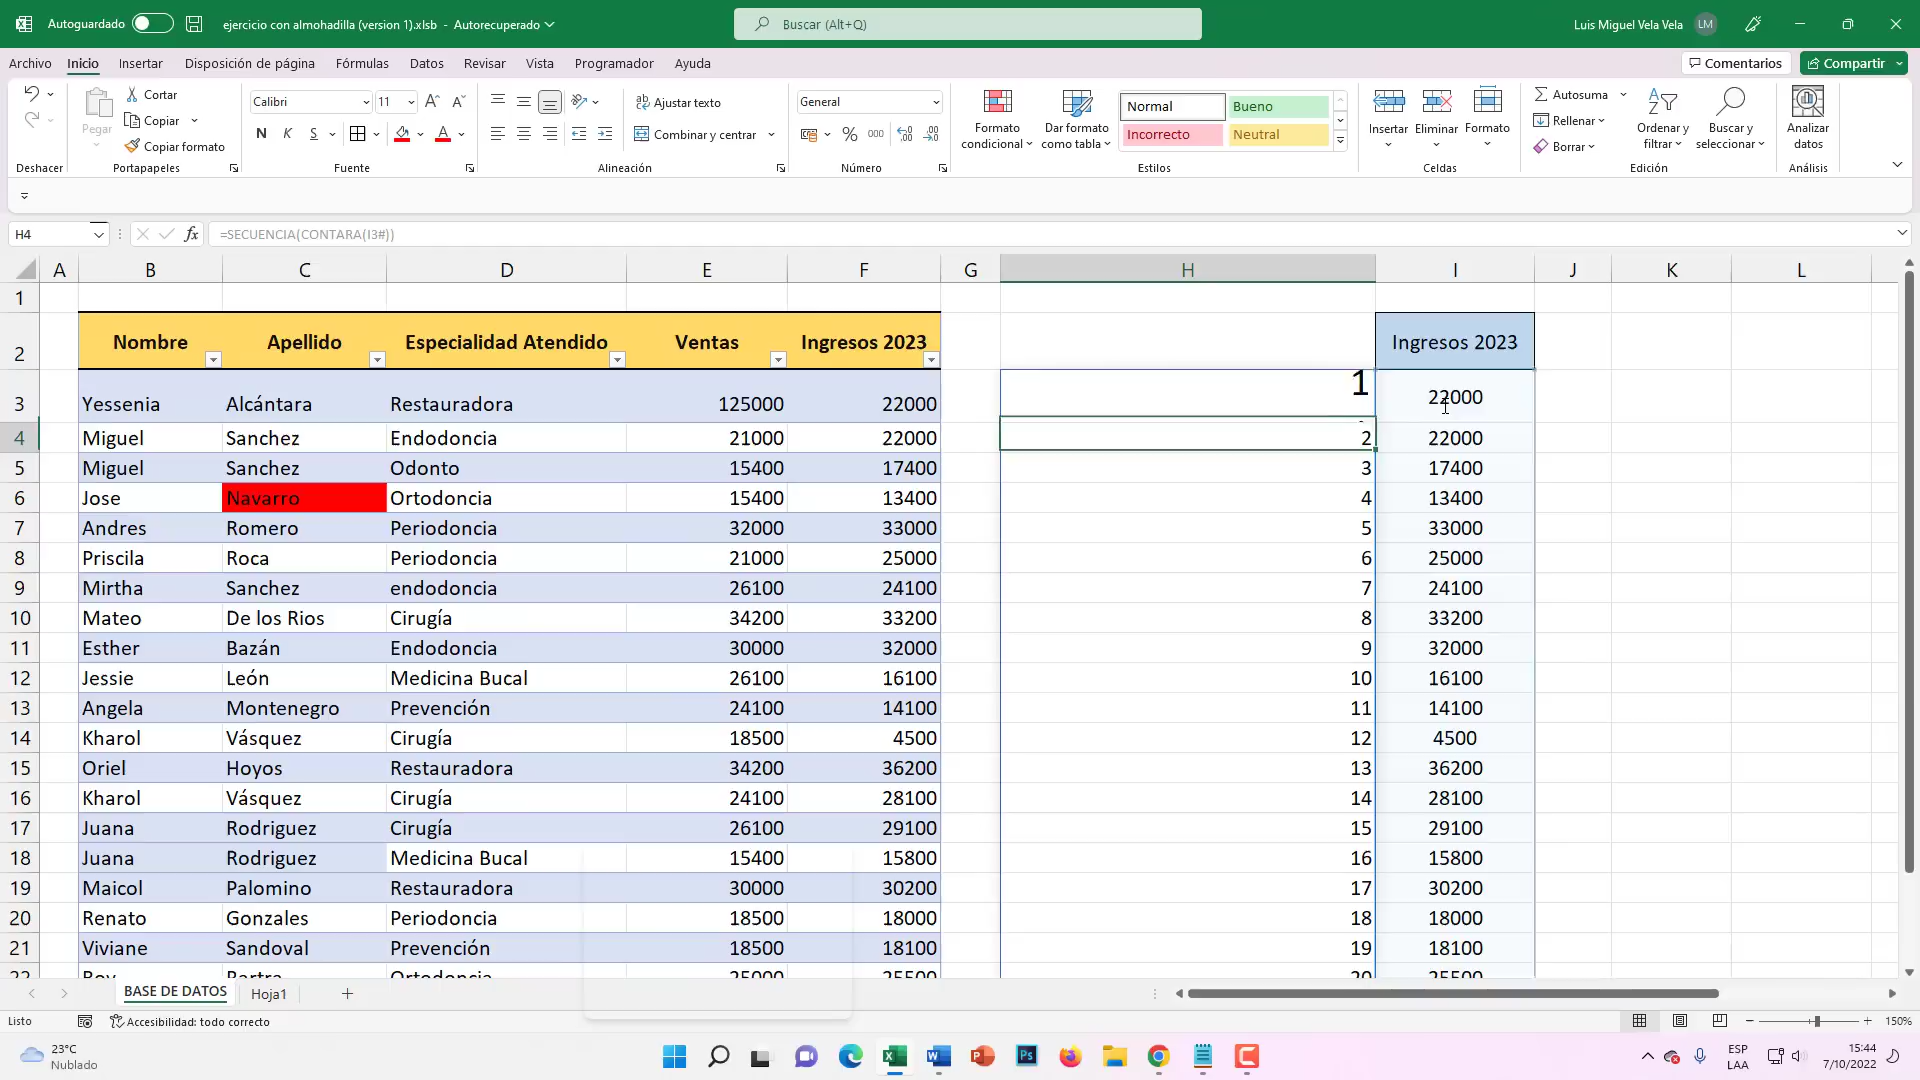 Autoguardado ejercicio con almohadilla (version 1).xlsb - Autorecuperado Buscar (Alt+Q) Luis Miguel Vela Vela LM
Archivo Inicio Insertar Disposición de página Fórmulas Datos Revisar Vista Programador Ayuda Comentarios Compartir
Pegar Cortar Copiar Copiar formato
Calibri 11 N K S
Ajustar texto Combinar y centrar
General % 000
Formato condicional Dar formato como tabla
Normal Bueno
Incorrecto Neutral
Insertar Eliminar Formato
Autosuma Rellenar Borrar
Ordenar y filtrar Buscar y seleccionar Analizar datos
Deshacer Portapapeles Fuente Alineación Número Estilos Celdas Edición Análisis
H4 fx =SECUENCIA(CONTARA(I3#))
A B C D E F G H I J K L
1
2 Nombre Apellido Especialidad Atendido Ventas Ingresos 2023 Ingresos 2023
3 Yessenia Alcántara Restauradora 125000 22000 1 22000
4 Miguel Sanchez Endodoncia 21000 22000 2 22000
5 Miguel Sanchez Odonto 15400 17400 3 17400
6 Jose Navarro Ortodoncia 15400 13400 4 13400
7 Andres Romero Periodoncia 32000 33000 5 33000
8 Priscila Roca Periodoncia 21000 25000 6 25000
9 Mirtha Sanchez endodoncia 26100 24100 7 24100
10 Mateo De los Rios Cirugía 34200 33200 8 33200
11 Esther Bazán Endodoncia 30000 32000 9 32000
12 Jessie León Medicina Bucal 26100 16100 10 16100
13 Angela Montenegro Prevención 24100 14100 11 14100
14 Kharol Vásquez Cirugía 18500 4500 12 4500
15 Oriel Hoyos Restauradora 34200 36200 13 36200
16 Kharol Vásquez Cirugía 24100 28100 14 28100
17 Juana Rodriguez Cirugía 26100 29100 15 29100
18 Juana Rodriguez Medicina Bucal 15400 15800 16 15800
19 Maicol Palomino Restauradora 30000 30200 17 30200
20 Renato Gonzales Periodoncia 18500 18000 18 18000
21 Viviane Sandoval Prevención 18500 18100 19 18100
22 Ortodoncia 25000 25500 20 25500
BASE DE DATOS Hoja1
Listo Accesibilidad: todo correcto 150%
23°C
Nublado
ESP
LAA
15:44
7/10/2022